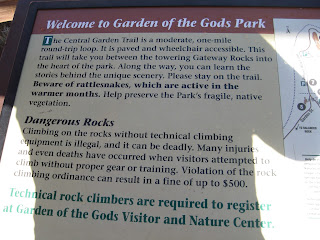 Welcome to Garden of the Gods Park
The Central Garden Trail is a moderate, one-mile
round-trip loop. It is paved and wheelchair accessible. This
trail will take you between the towering Gateway Rocks into
the heart of the park. Along the way, you can learn the
stories behind the unique scenery. Please stay on the trail.
Beware of rattlesnakes, which are active in the
warmer months. Help preserve the Park's fragile, native
vegetation.
Dangerous Rocks
Climbing on the rocks without technical climbing
equipment is illegal, and it can be deadly. Many injuries
and even deaths have occurred when visitors attempted to
climb without proper gear or training. Violation of the rock
climbing ordinance can result in a fine of up to $500.
Technical rock climbers are required to register
at Garden of the Gods Visitor and Nature Center.